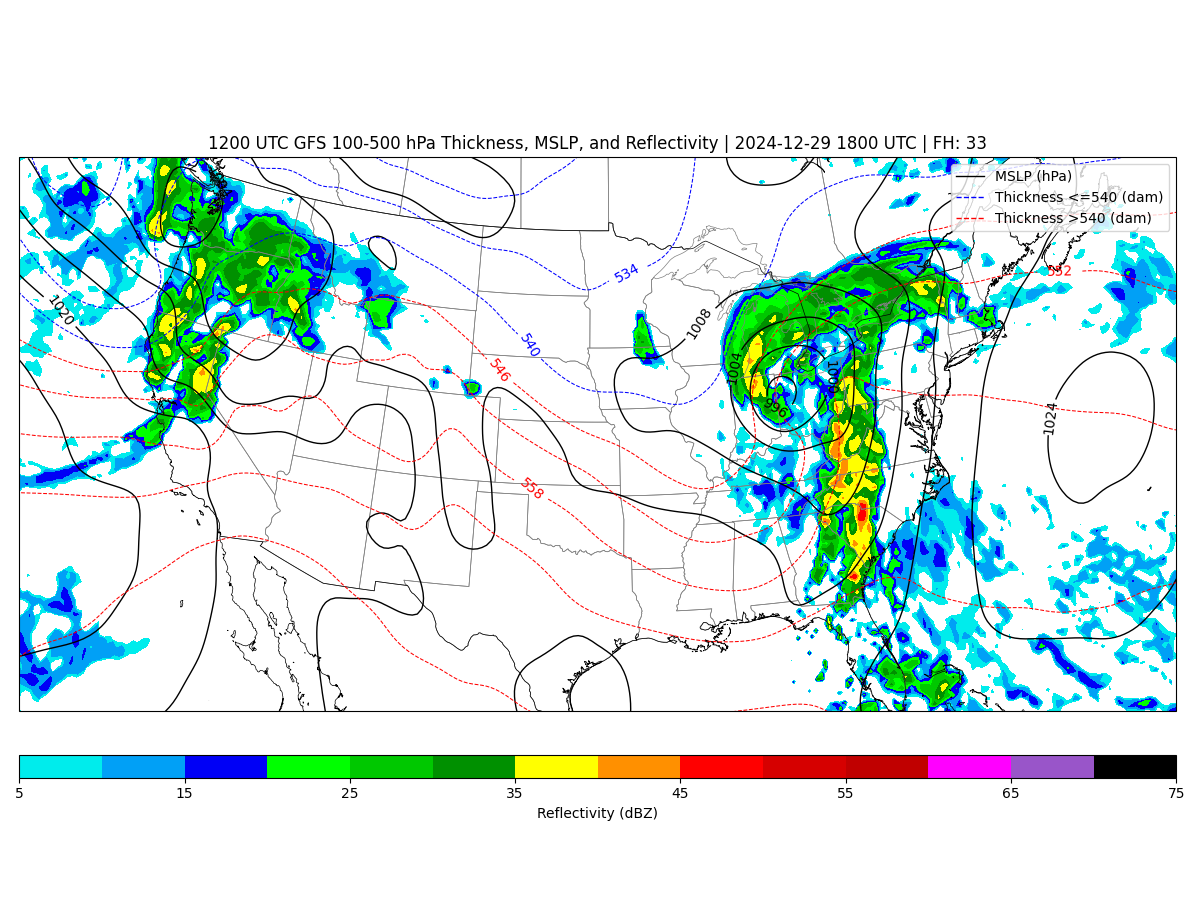 1200 UTC GFS 100-500 hPa Thickness, MSLP, and Reflectivity | 2024-12-29 1800 UTC | FH: 33
MSLP (hPa)
Thickness <=540 (dam)
Thickness >540 (dam)
534
552
1020
1008
540
546
1004
996
1024
558
5 15 25 35 45 55 65 75
Reflectivity (dBZ)